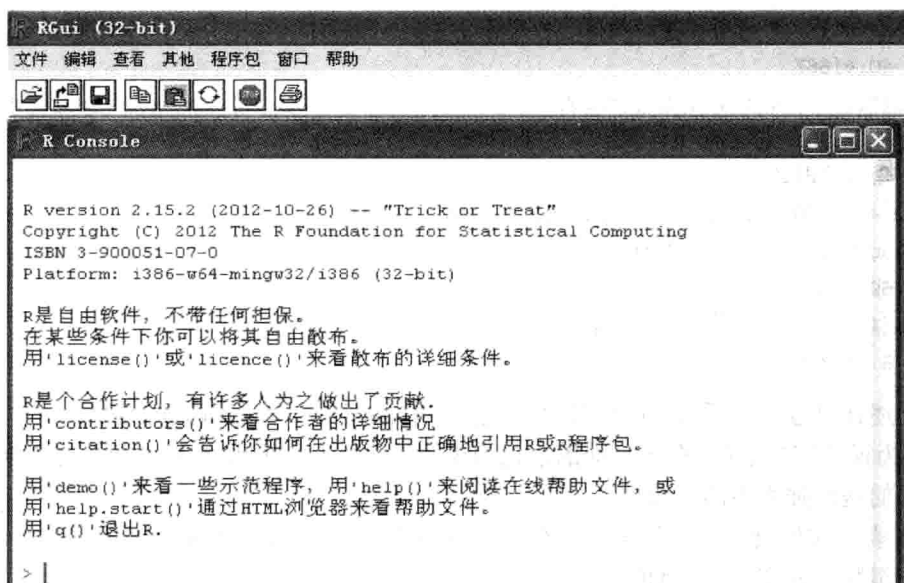 RGui (32-bit)
文件 编辑 查看 其他 程序包 窗口 帮助
R Console
R version 2.15.2 (2012-10-26) -- "Trick or Treat"
Copyright (C) 2012 The R Foundation for Statistical Computing
ISBN 3-900051-07-0
Platform: i386-w64-mingw32/i386 (32-bit)
R是自由软件，不带任何担保。
在某些条件下你可以将其自由散布。
用'license()'或'licence()'来看散布的详细条件。
R是个合作计划，有许多人为之做出了贡献.
用'contributors()'来看合作者的详细情况
用'citation()'会告诉你如何在出版物中正确地引用R或R程序包。
用'demo()'来看一些示范程序，用'help()'来阅读在线帮助文件，或
用'help.start()'通过HTML浏览器来看帮助文件。
用'q()'退出R.
>